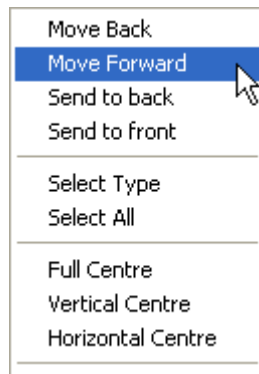 Move Back
Move Forward
Send to back
Send to front
Select Type
Select All
Full Centre
Vertical Centre
Horizontal Centre